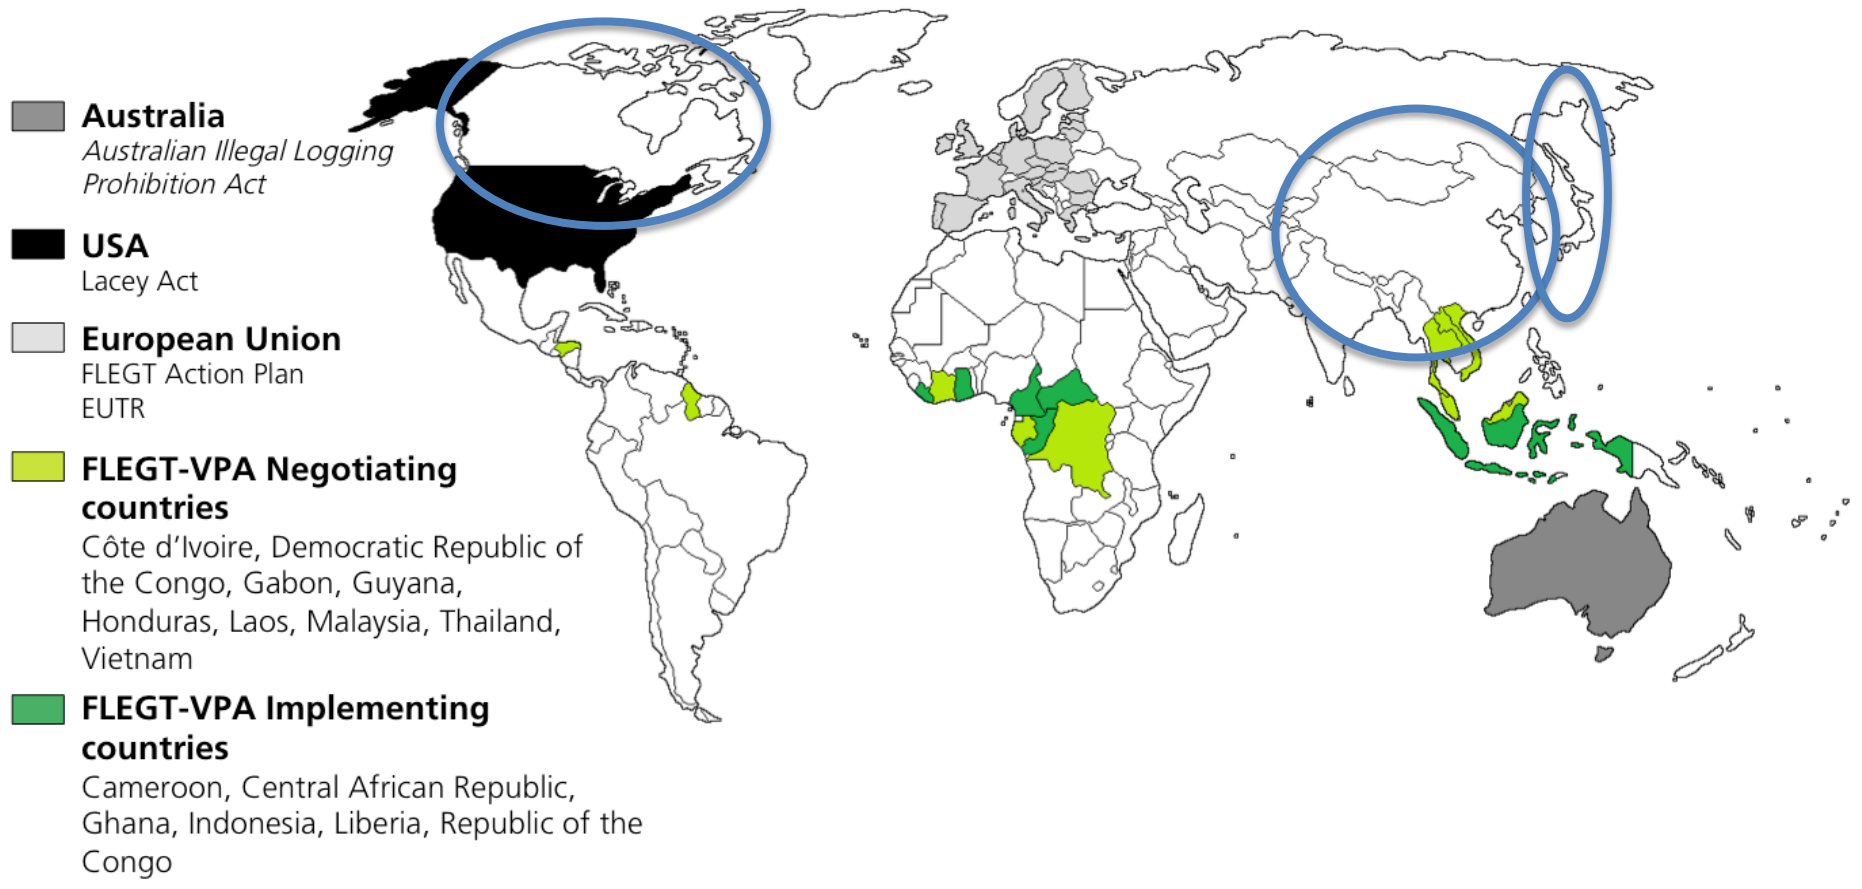 Australia
Australian Illegal Logging
Prohibition Act
USA
Lacey Act
European Union
FLEGT Action Plan
EUTR
FLEGT-VPA Negotiating
countries
Côte d’Ivoire, Democratic Republic of
the Congo, Gabon, Guyana,
Honduras, Laos, Malaysia, Thailand,
Vietnam
FLEGT-VPA Implementing
countries
Cameroon, Central African Republic,
Ghana, Indonesia, Liberia, Republic of the
Congo